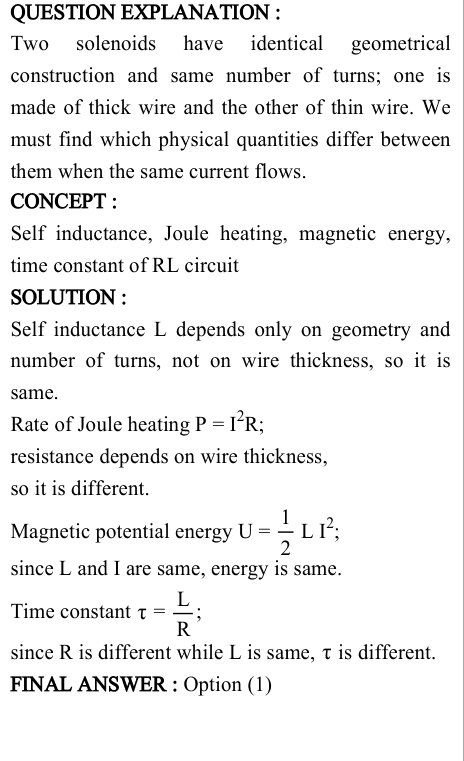 QUESTION EXPLANATION :
Two solenoids have identical geometrical
construction and same number of turns; one is
made of thick wire and the other of thin wire. We
must find which physical quantities differ between
them when the same current flows.
CONCEPT :
Self inductance, Joule heating, magnetic energy,
time constant of RL circuit
SOLUTION :
Self inductance L depends only on geometry and
number of turns, not on wire thickness, so it is
same.
Rate of Joule heating P = I²R;
resistance depends on wire thickness,
so it is different.
Magnetic potential energy U = 1/2 L I²;
since L and I are same, energy is same.
Time constant τ = L/R;
since R is different while L is same, τ is different.
FINAL ANSWER : Option (1)